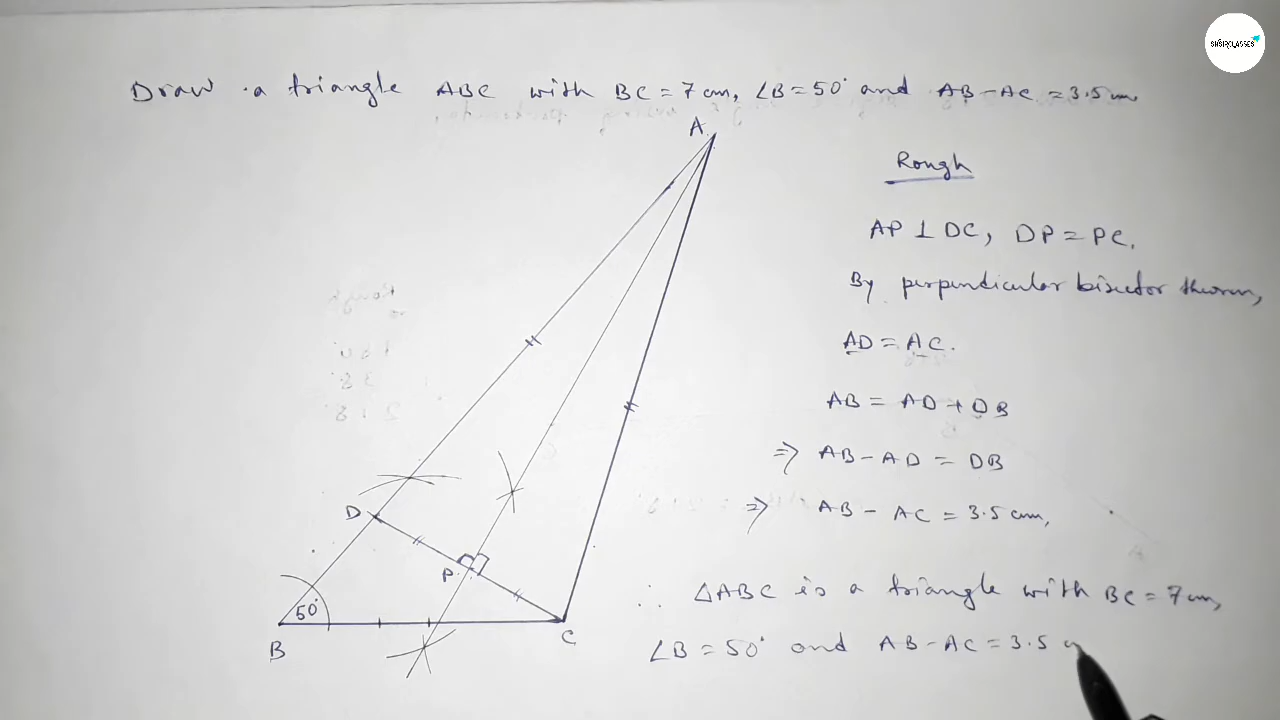 SHSIRCLASSES
Draw a triangle ABC with BC = 7 cm, ∠B = 50° and AB - AC = 3.5 cm
A
Rough
AP ⊥ DC, DP = PC.
By perpendicular bisector theorem,
AD = AC.
AB = AD + DB
⇒ AB - AD = DB
⇒ AB - AC = 3.5 cm,
D
P
50°
B
C
∴ △ABC is a triangle with BC = 7 cm,
∠B = 50° and AB - AC = 3.5 c